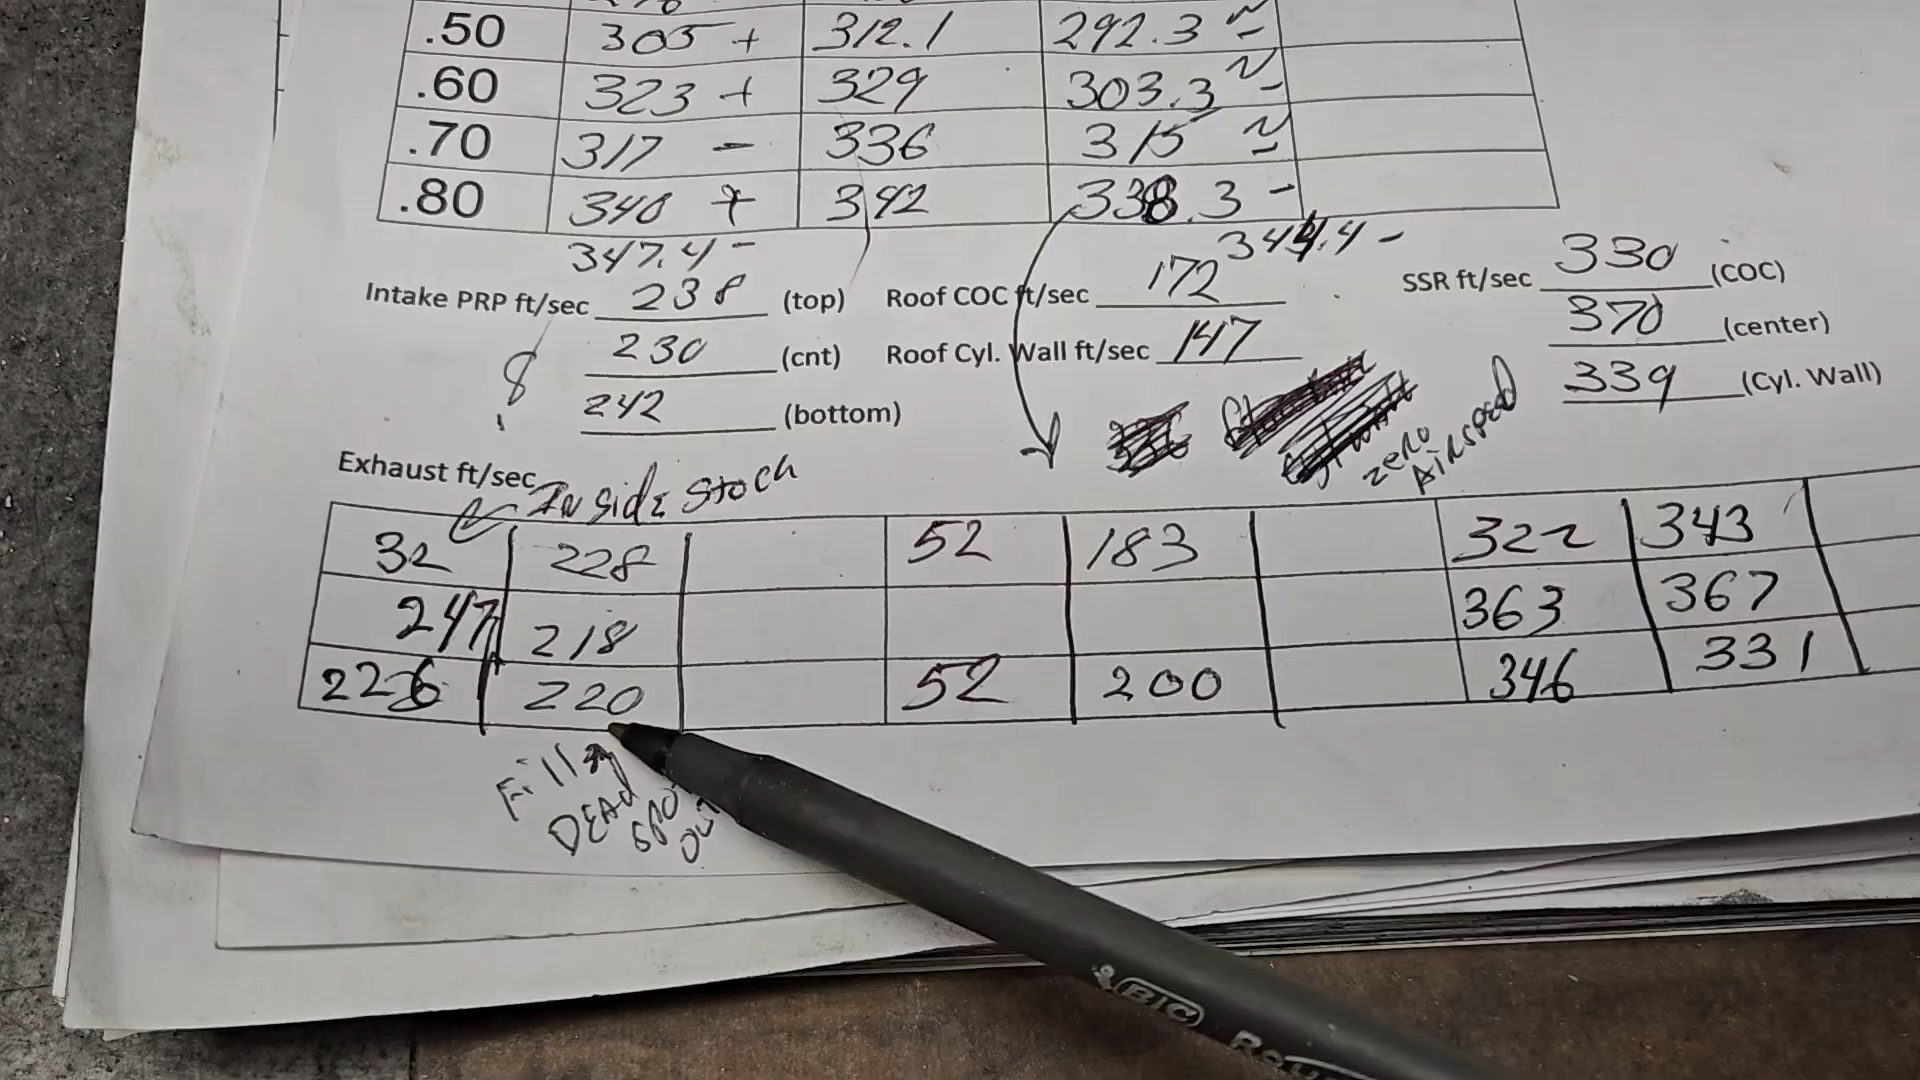 .50 305 + 312.1 292.3 ~ -
.60 323 + 329 303.3 ~ -
.70 317 - 336 315 ~ -
.80 340 + 342 338.3 -
347.4 - 344.4 -
Intake PRP ft/sec 238 (top) Roof COC ft/sec 172 SSR ft/sec 330 (COC)
8 230 (cnt) Roof Cyl. Wall ft/sec 147 370 (center)
242 (bottom) 339 (Cyl. Wall)
zero
Airspeed
Exhaust ft/sec Inside Stock
32 228 52 183 322 343
247 218 363 367
226 220 52 200 346 331
Filling
DEAD
Spot
out
BIC